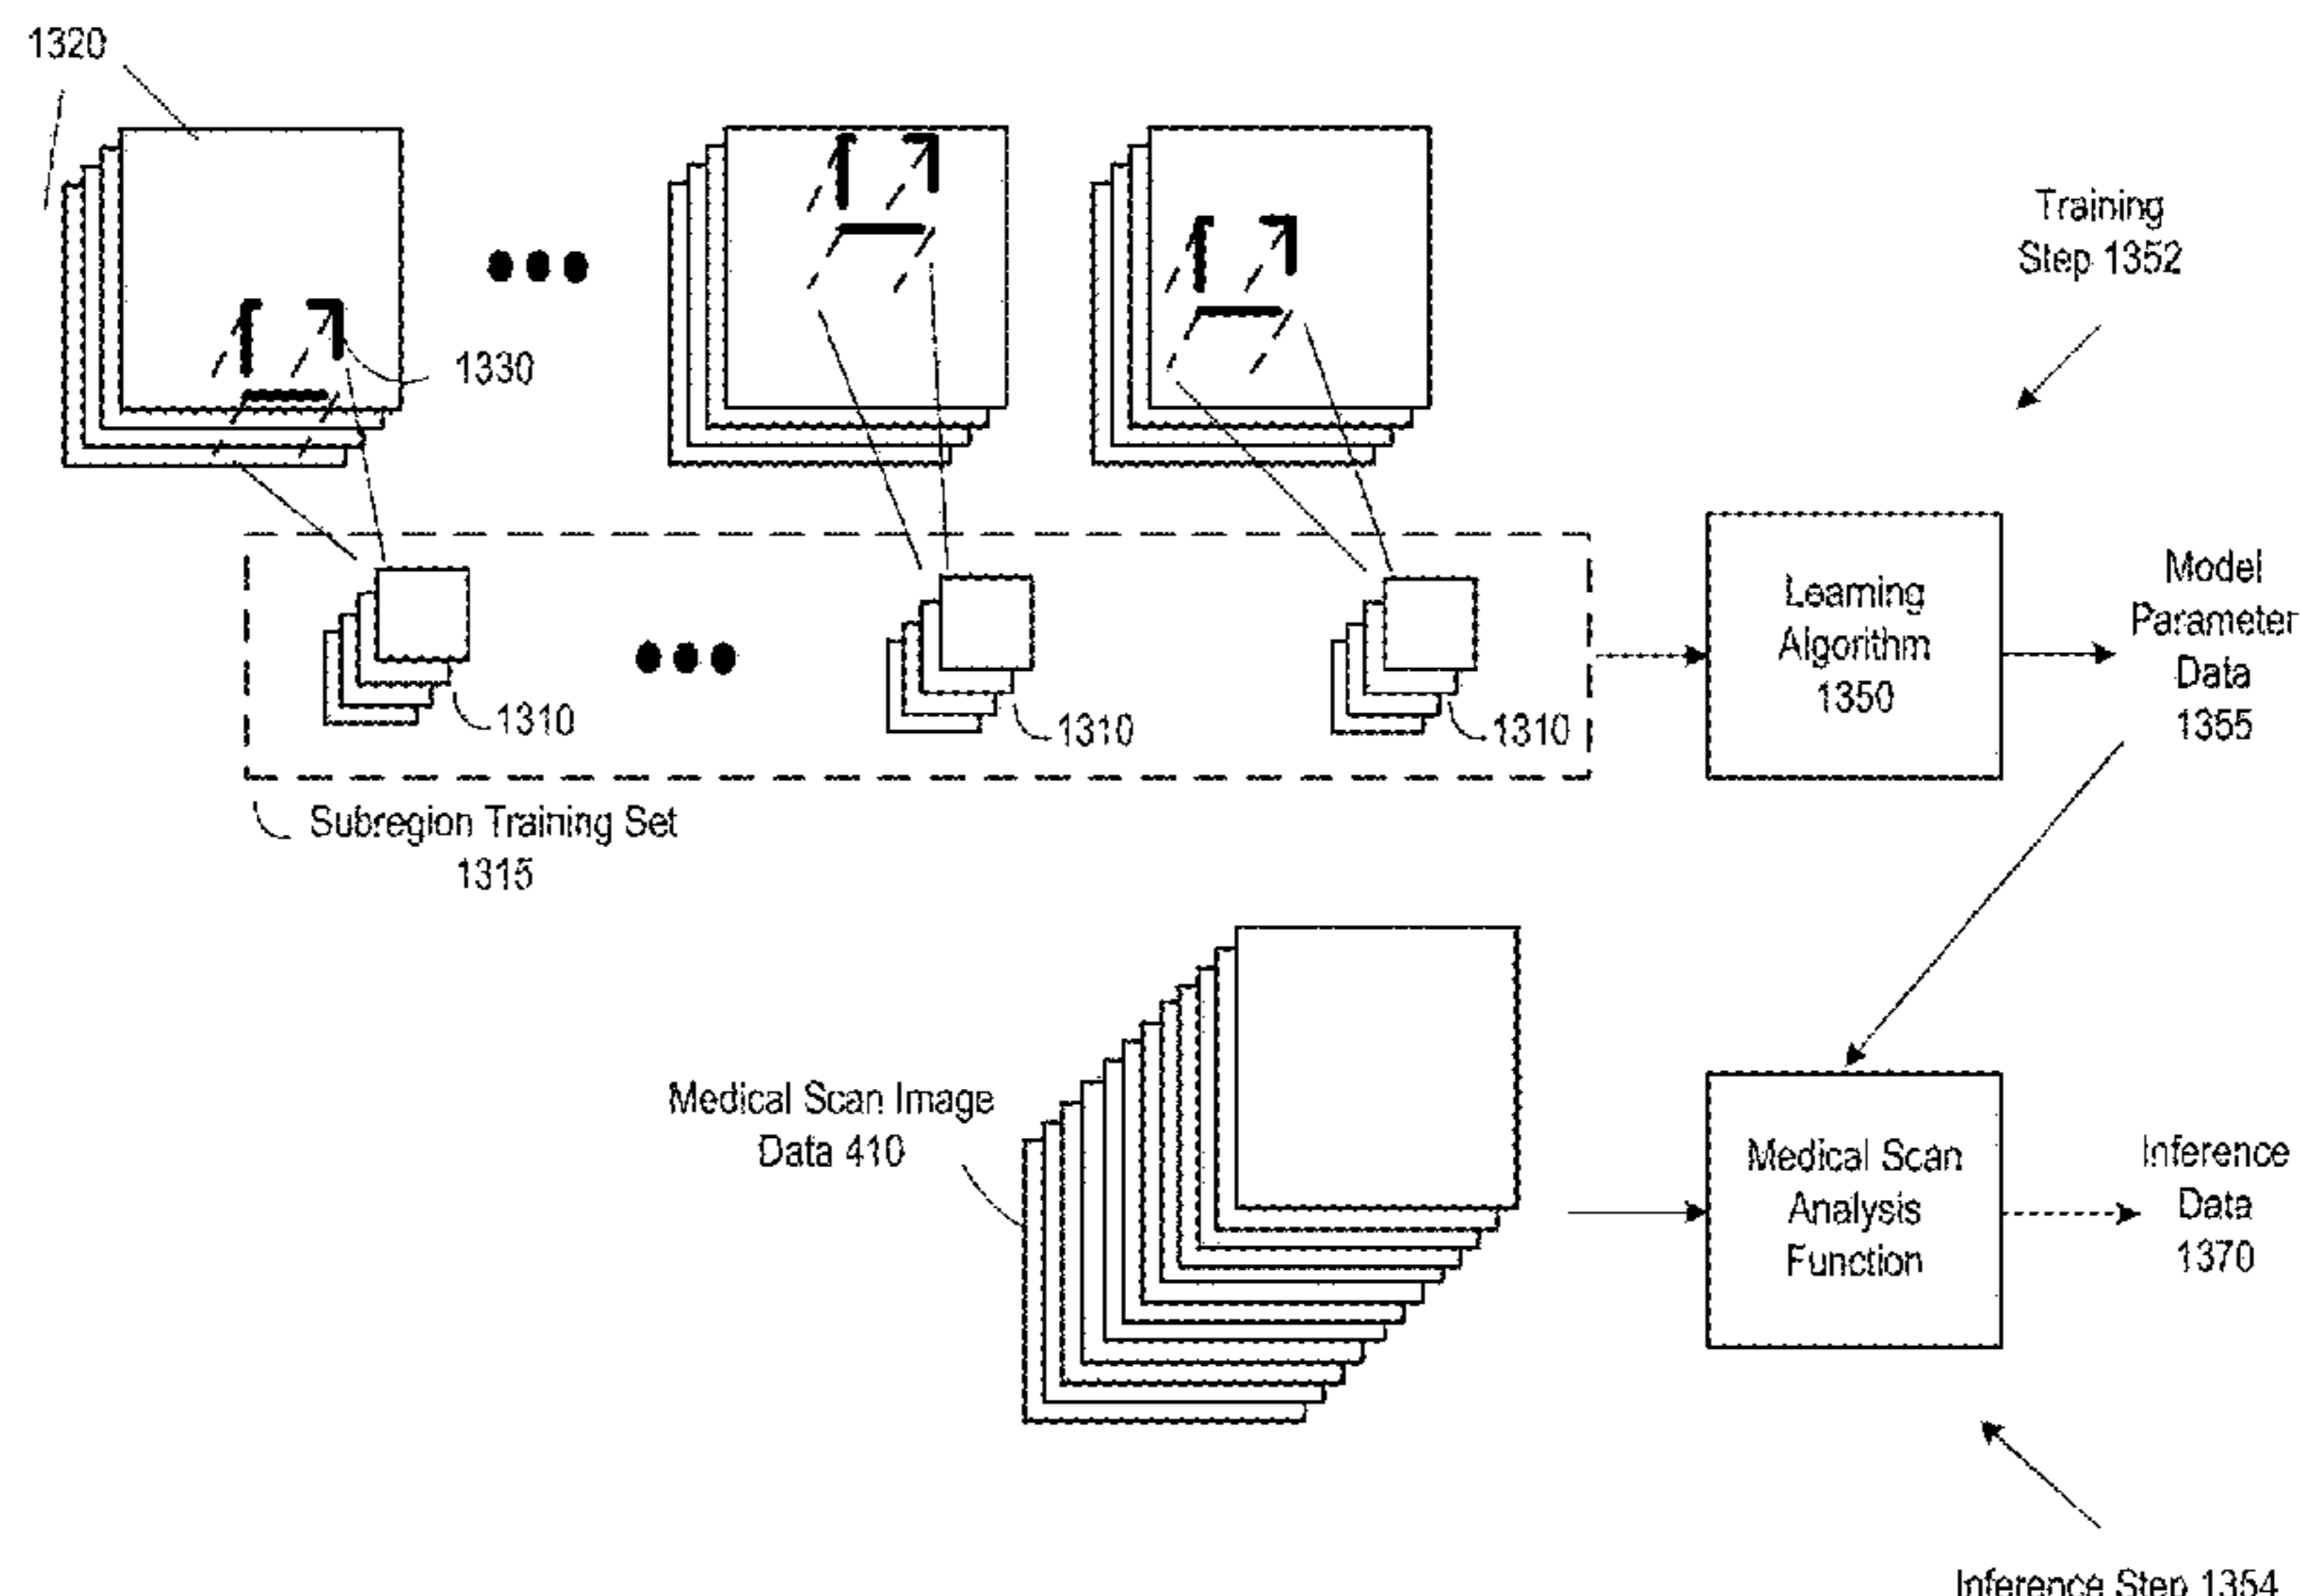 1320
Training
Step 1352
1330
Learning
Algorithm
1350
Model
Parameter
Data
1355
1310
1310
1310
Subregion Training Set
1315
Medical Scan Image
Data 410
Medical Scan
Analysis
Function
Inference
Data
1370
Inference Step 1354